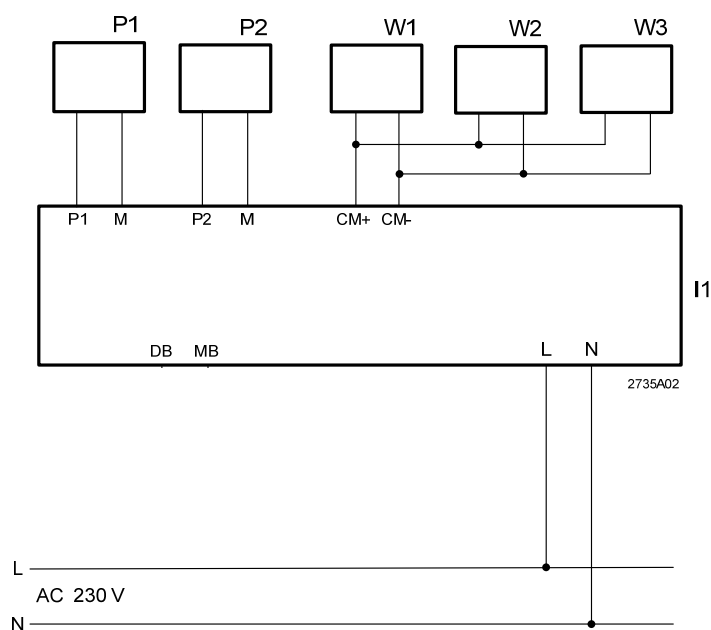 P1 P2 W1 W2 W3
P1 M P2 M CM+ CM-
I1
DB MB L N
2735A02
L
AC 230 V
N